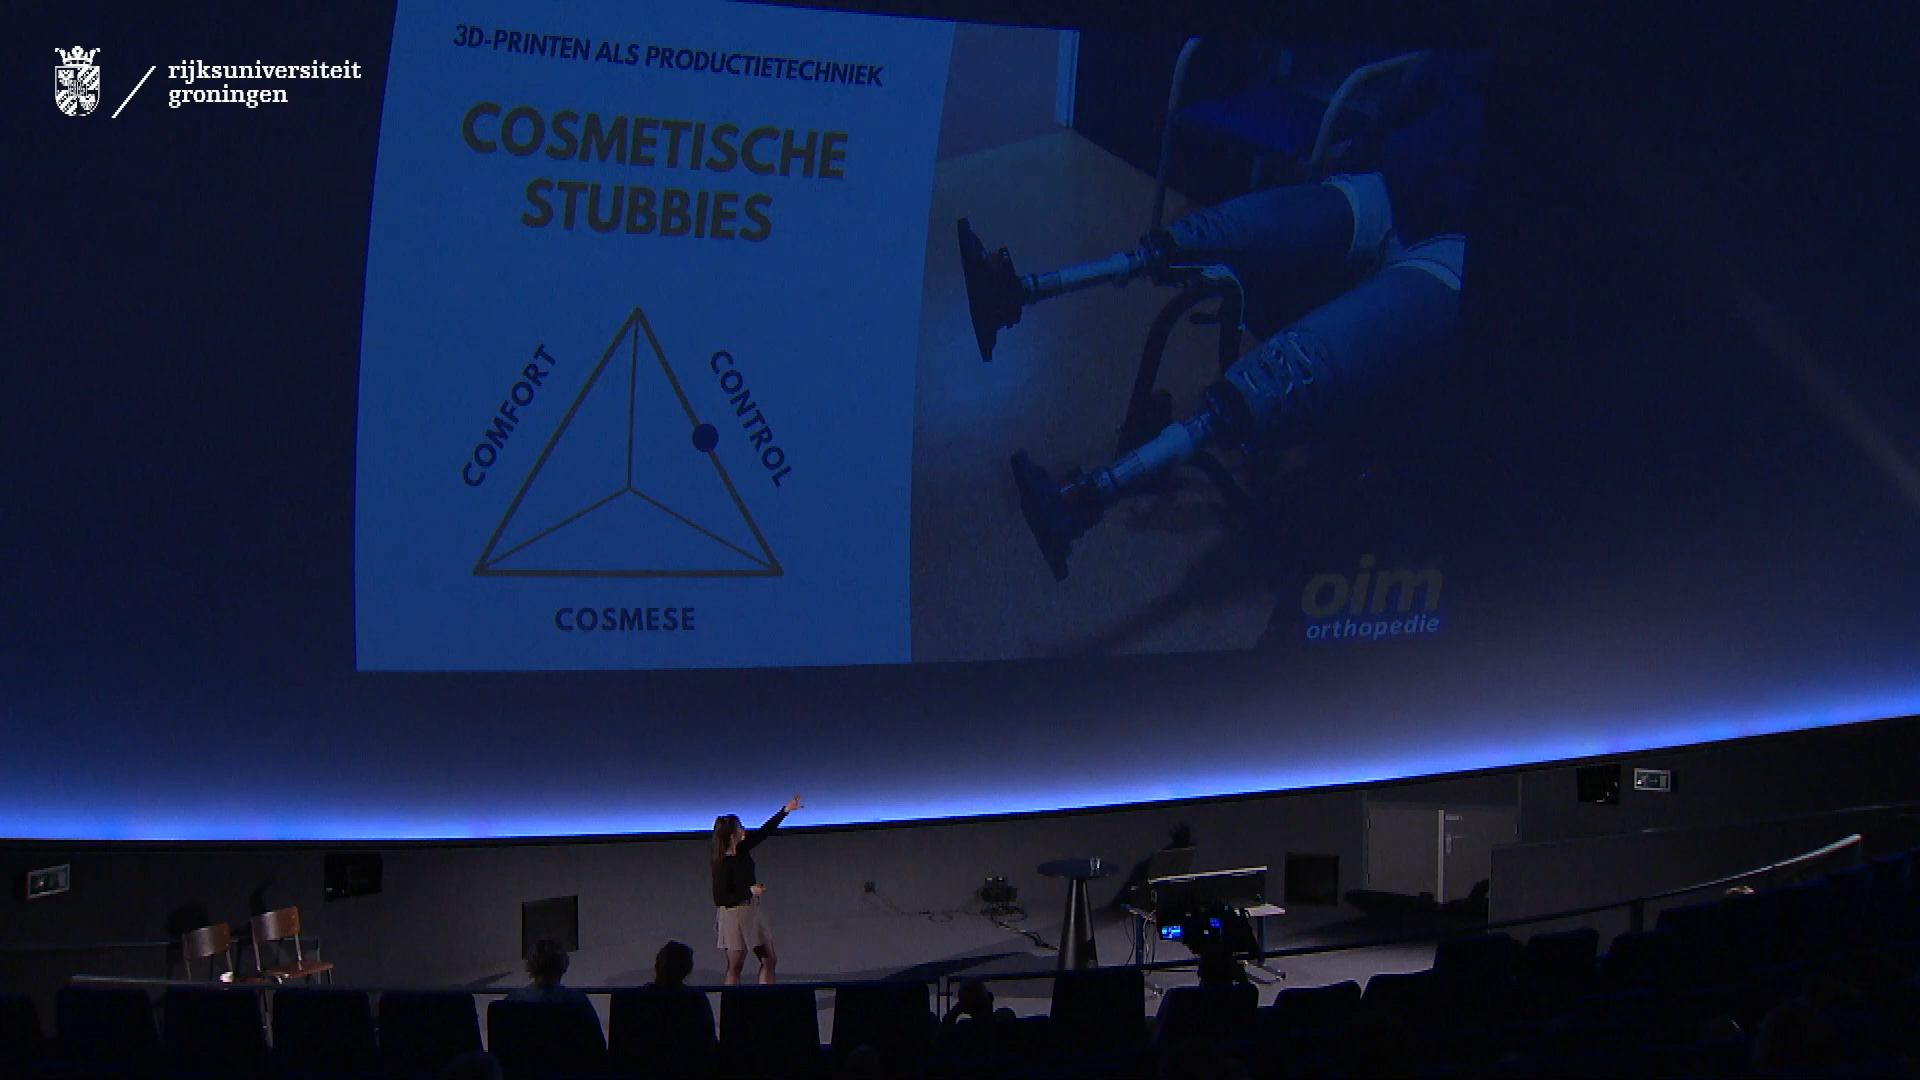 rijksuniversiteit
groningen
3D-PRINTEN ALS PRODUCTIETECHNIEK
COSMETISCHE
STUBBIES
COMFORT
CONTROL
COSMESE
oim
orthopedie